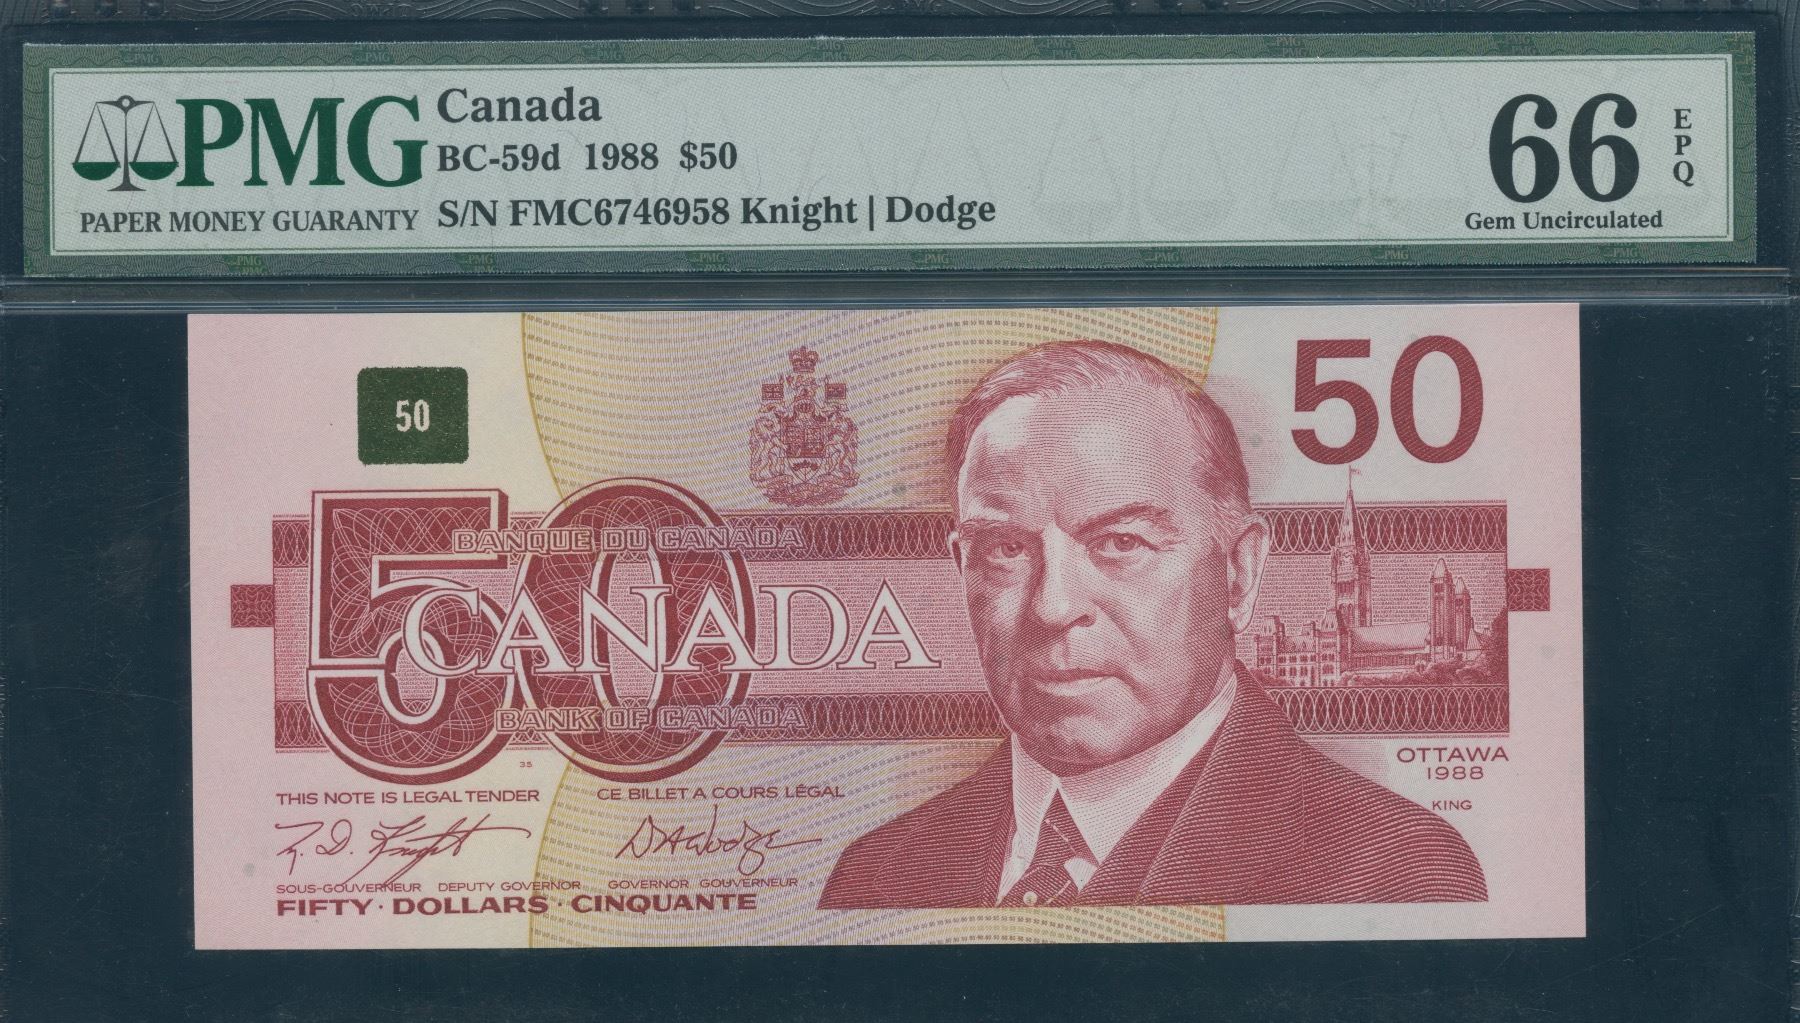 PMG
PAPER MONEY GUARANTY
Canada
BC-59d 1988 $50
S/N FMC6746958 Knight | Dodge
66
EPQ
Gem Uncirculated
50
50
50
BANQUE DU CANADA
CANADA
BANK OF CANADA
35
OTTAWA
1988
KING
THIS NOTE IS LEGAL TENDER
CE BILLET A COURS LÉGAL
SOUS-GOUVERNEUR DEPUTY GOVERNOR
GOVERNOR GOUVERNEUR
FIFTY · DOLLARS · CINQUANTE